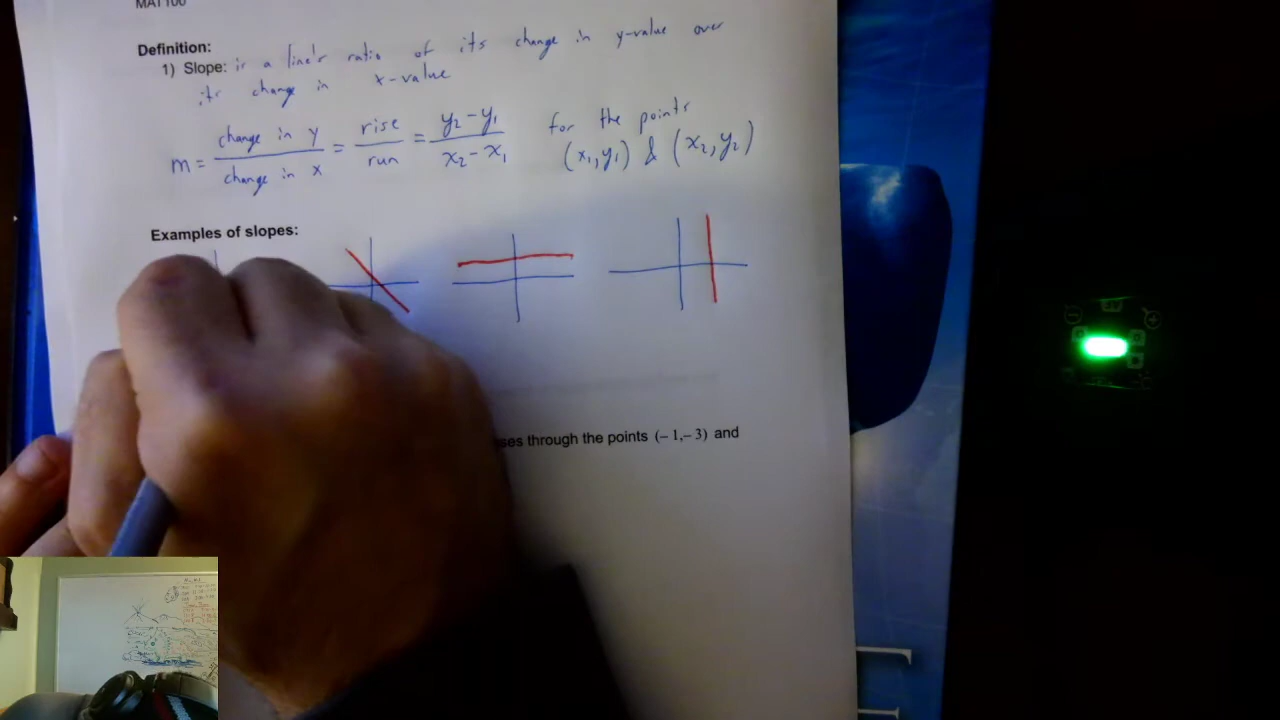 MAT100
Definition:
1) Slope: is a line's ratio of its change in y-value over
its change in x-value
m = change in y / change in x = rise / run = y₂ - y₁ / x₂ - x₁ for the points
(x₁, y₁) & (x₂, y₂)
Examples of slopes:
through the points (– 1,– 3) and